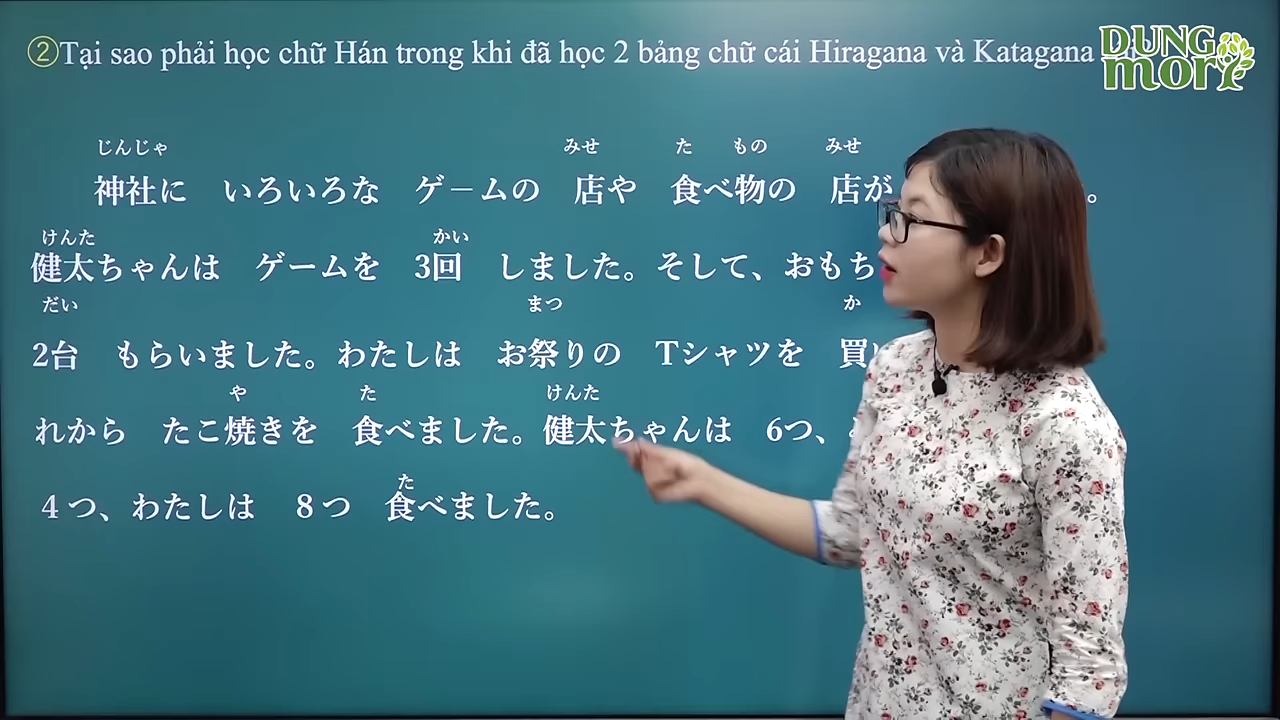 ②Tại sao phải học chữ Hán trong khi đã học 2 bảng chữ cái Hiragana và Katagana
DUNG
mori
じんじゃ みせ た もの みせ
神社に いろいろな ゲームの 店や 食べ物の 店が 。
けんた かい
健太ちゃんは ゲームを 3回 しました。そして、おもち
だい まつ か
2台 もらいました。わたしは お祭りの Tシャツを 買
や た けんた
れから たこ焼きを 食べました。健太ちゃんは 6つ、
た
4つ、わたしは 8つ 食べました。